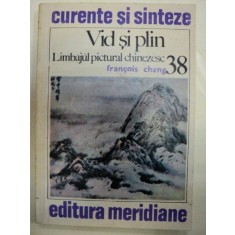 curente și sinteze
Vid și plin
Limbajul pictural chinezesc 38
françois cheng
editura meridiane